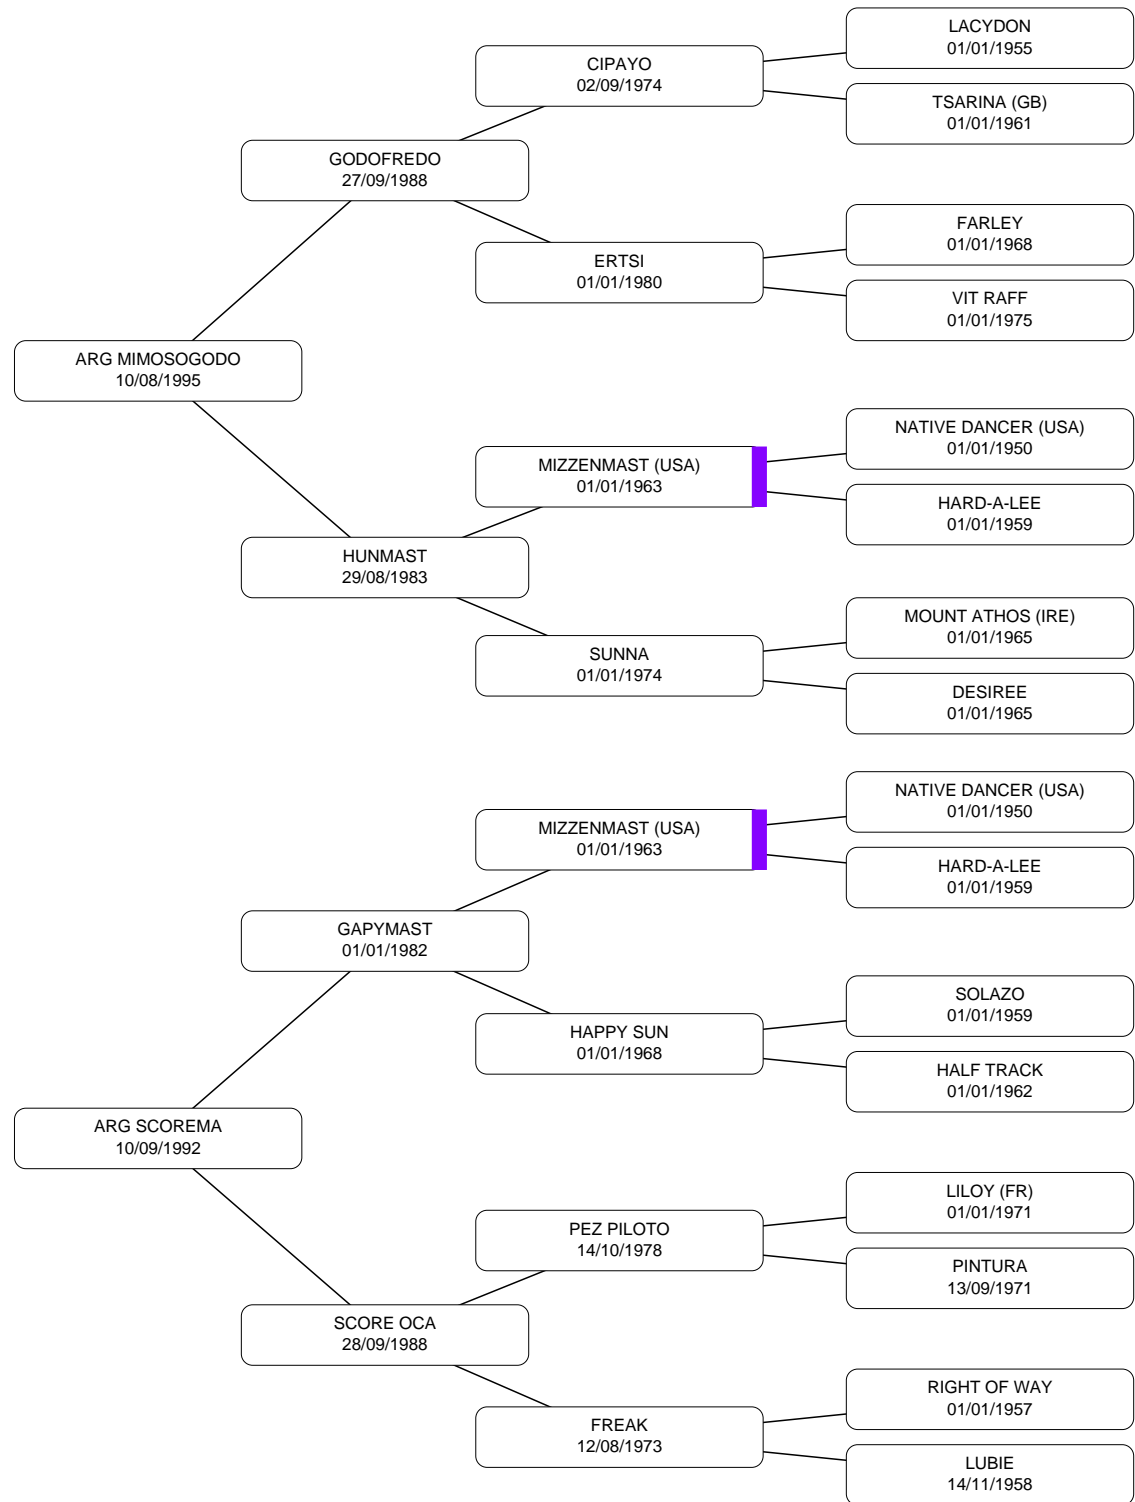 LACYDON
01/01/1955
CIPAYO
02/09/1974
TSARINA (GB)
01/01/1961
GODOFREDO
27/09/1988
FARLEY
01/01/1968
ERTSI
01/01/1980
VIT RAFF
01/01/1975
ARG MIMOSOGODO
10/08/1995
NATIVE DANCER (USA)
01/01/1950
MIZZENMAST (USA)
01/01/1963
HARD-A-LEE
01/01/1959
HUNMAST
29/08/1983
MOUNT ATHOS (IRE)
01/01/1965
SUNNA
01/01/1974
DESIREE
01/01/1965
NATIVE DANCER (USA)
01/01/1950
MIZZENMAST (USA)
01/01/1963
HARD-A-LEE
01/01/1959
GAPYMAST
01/01/1982
SOLAZO
01/01/1959
HAPPY SUN
01/01/1968
HALF TRACK
01/01/1962
ARG SCOREMA
10/09/1992
LILOY (FR)
01/01/1971
PEZ PILOTO
14/10/1978
PINTURA
13/09/1971
SCORE OCA
28/09/1988
RIGHT OF WAY
01/01/1957
FREAK
12/08/1973
LUBIE
14/11/1958